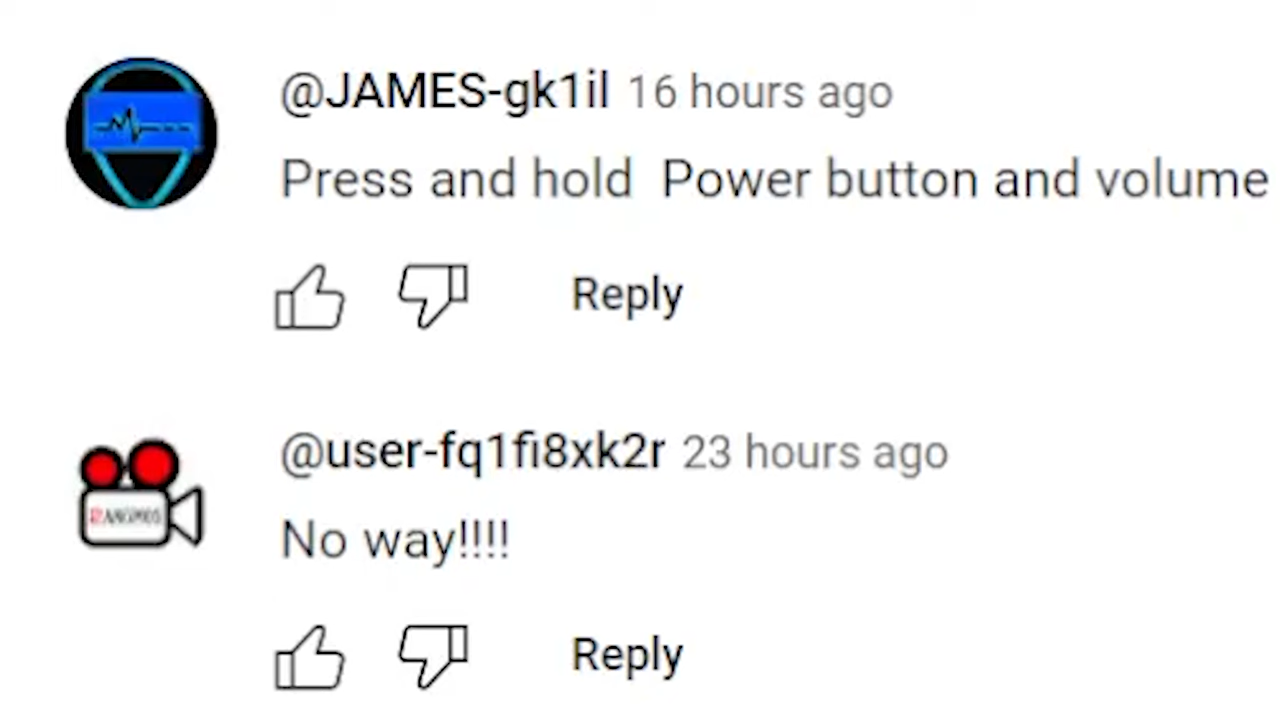 @JAMES-gk1il 16 hours ago
Press and hold  Power button and volume
Reply
@user-fq1fi8xk2r 23 hours ago
No way!!!!
Reply